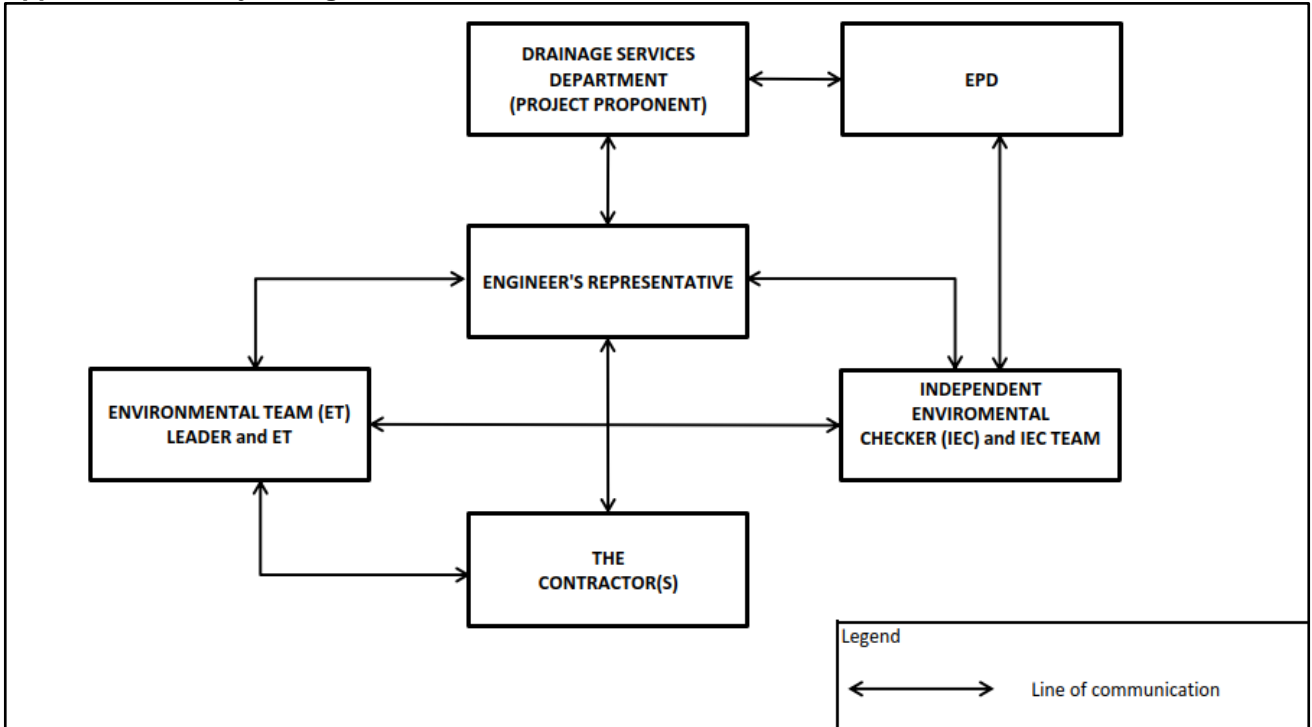 DRAINAGE SERVICES
DEPARTMENT
(PROJECT PROPONENT)
EPD
ENGINEER'S REPRESENTATIVE
ENVIRONMENTAL TEAM (ET)
LEADER and ET
INDEPENDENT
ENVIROMENTAL
CHECKER (IEC) and IEC TEAM
THE
CONTRACTOR(S)
Legend
Line of communication